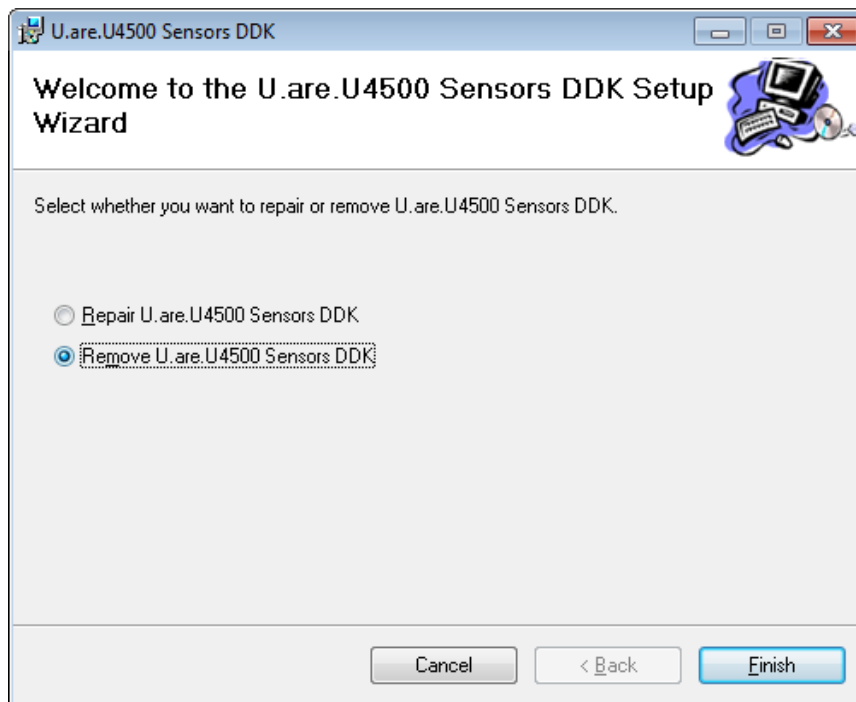 U.are.U4500 Sensors DDK
Welcome to the U.are.U4500 Sensors DDK Setup
Wizard
Select whether you want to repair or remove U.are.U4500 Sensors DDK.
Repair U.are.U4500 Sensors DDK
Remove U.are.U4500 Sensors DDK
Cancel
< Back
Finish